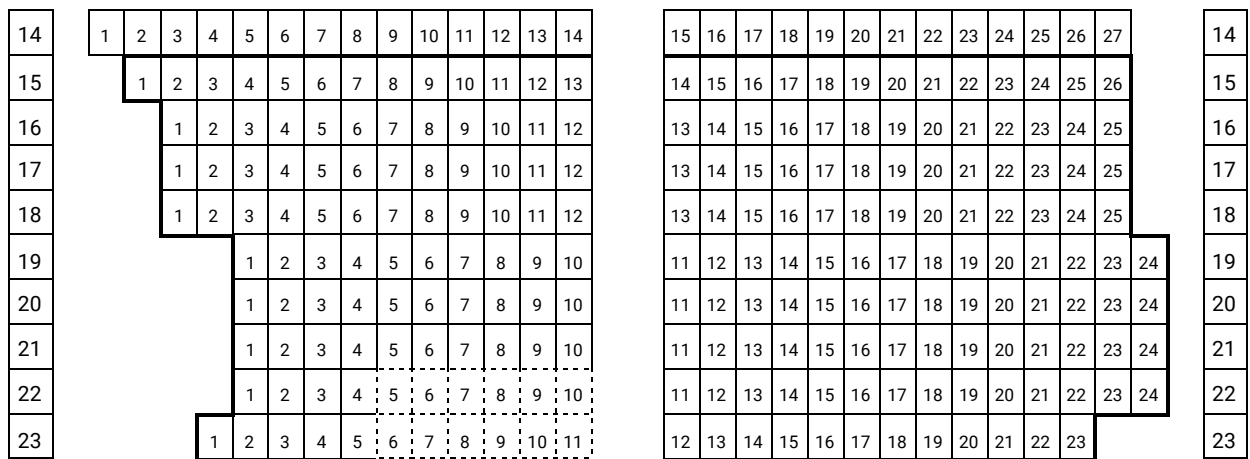 14 1 2 3 4 5 6 7 8 9 10 11 12 13 14 15 16 17 18 19 20 21 22 23 24 25 26 27 14
15 1 2 3 4 5 6 7 8 9 10 11 12 13 14 15 16 17 18 19 20 21 22 23 24 25 26 15
16 1 2 3 4 5 6 7 8 9 10 11 12 13 14 15 16 17 18 19 20 21 22 23 24 25 16
17 1 2 3 4 5 6 7 8 9 10 11 12 13 14 15 16 17 18 19 20 21 22 23 24 25 17
18 1 2 3 4 5 6 7 8 9 10 11 12 13 14 15 16 17 18 19 20 21 22 23 24 25 18
19 1 2 3 4 5 6 7 8 9 10 11 12 13 14 15 16 17 18 19 20 21 22 23 24 19
20 1 2 3 4 5 6 7 8 9 10 11 12 13 14 15 16 17 18 19 20 21 22 23 24 20
21 1 2 3 4 5 6 7 8 9 10 11 12 13 14 15 16 17 18 19 20 21 22 23 24 21
22 1 2 3 4 5 6 7 8 9 10 11 12 13 14 15 16 17 18 19 20 21 22 23 24 22
23 1 2 3 4 5 6 7 8 9 10 11 12 13 14 15 16 17 18 19 20 21 22 23 23